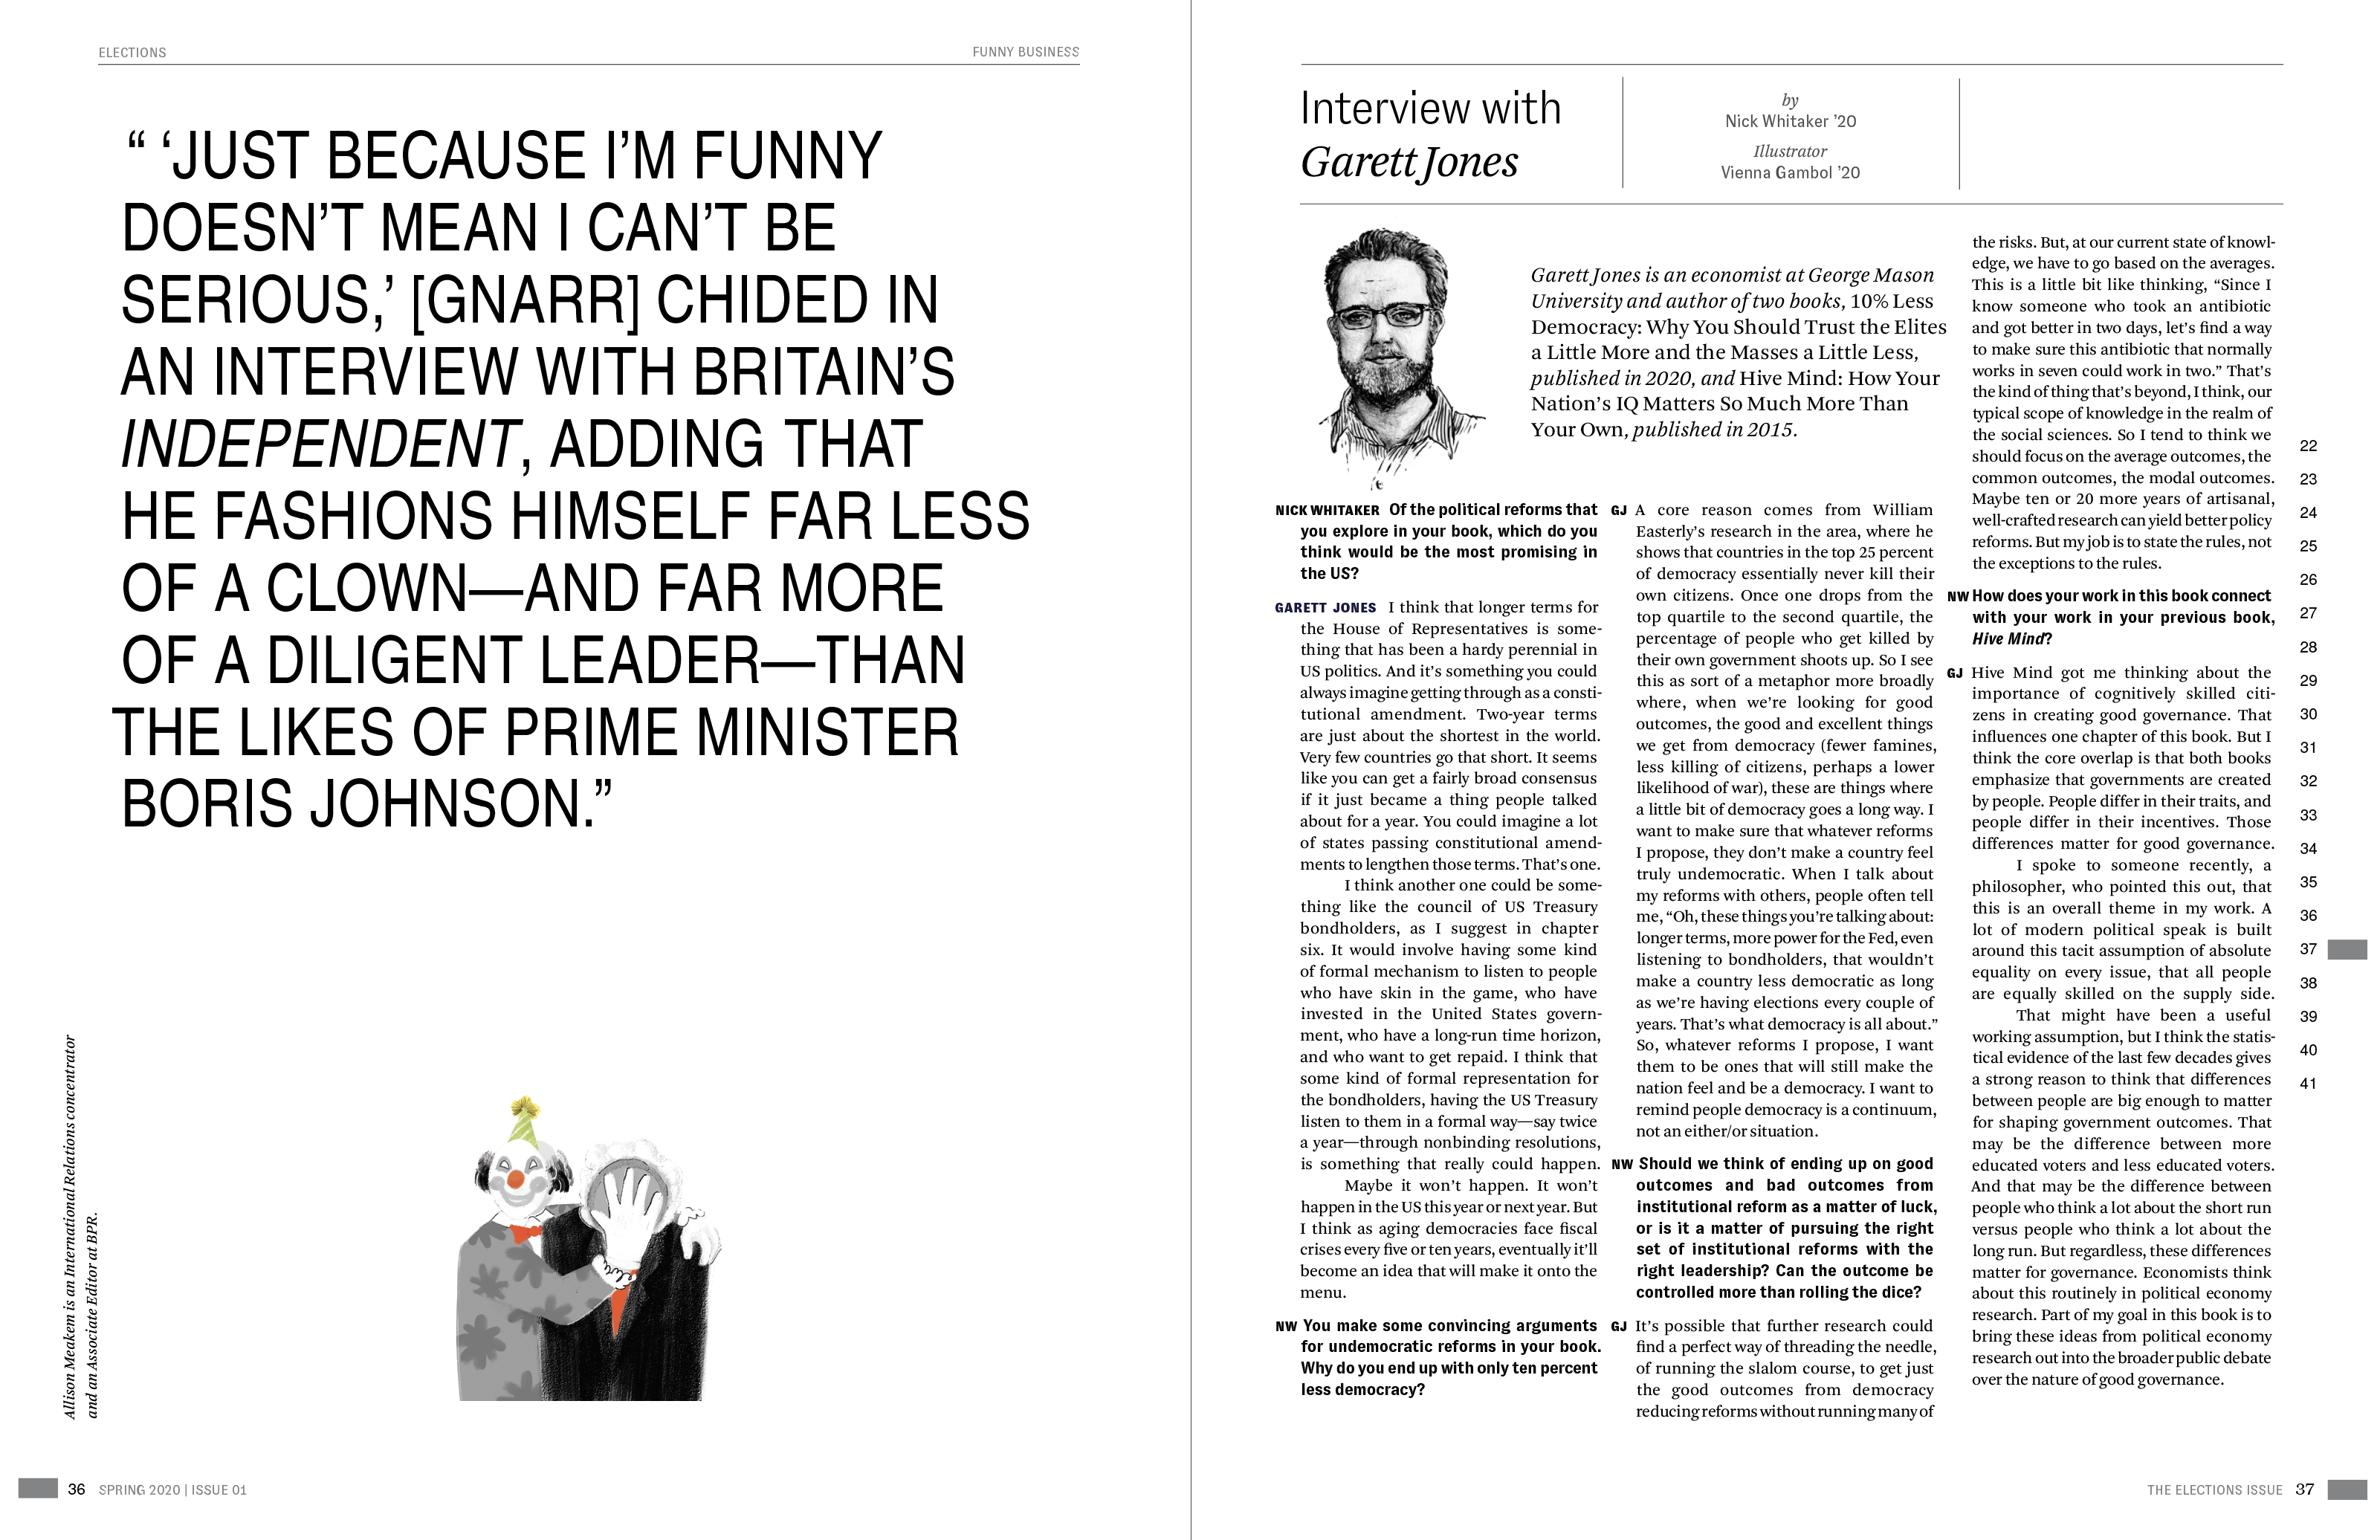 ELECTIONS
FUNNY BUSINESS
“ ‘JUST BECAUSE I’M FUNNY
DOESN’T MEAN I CAN’T BE
SERIOUS,’ [GNARR] CHIDED IN
AN INTERVIEW WITH BRITAIN’S
INDEPENDENT, ADDING THAT
HE FASHIONS HIMSELF FAR LESS
OF A CLOWN—AND FAR MORE
OF A DILIGENT LEADER—THAN
THE LIKES OF PRIME MINISTER
BORIS JOHNSON.”
Allison Meakem is an International Relations concentrator
and an Associate Editor at BPR.
36 SPRING 2020 | ISSUE 01
Interview with
Garett Jones
by
Nick Whitaker ’20
Illustrator
Vienna Gambol ’20
Garett Jones is an economist at George Mason
University and author of two books, 10% Less
Democracy: Why You Should Trust the Elites
a Little More and the Masses a Little Less,
published in 2020, and Hive Mind: How Your
Nation’s IQ Matters So Much More Than
Your Own, published in 2015.
NICK WHITAKER Of the political reforms that
you explore in your book, which do you
think would be the most promising in
the US?
GARETT JONES I think that longer terms for
the House of Representatives is some-
thing that has been a hardy perennial in
US politics. And it’s something you could
always imagine getting through as a consti-
tutional amendment. Two-year terms
are just about the shortest in the world.
Very few countries go that short. It seems
like you can get a fairly broad consensus
if it just became a thing people talked
about for a year. You could imagine a lot
of states passing constitutional amend-
ments to lengthen those terms. That’s one.
I think another one could be some-
thing like the council of US Treasury
bondholders, as I suggest in chapter
six. It would involve having some kind
of formal mechanism to listen to people
who have skin in the game, who have
invested in the United States govern-
ment, who have a long-run time horizon,
and who want to get repaid. I think that
some kind of formal representation for
the bondholders, having the US Treasury
listen to them in a formal way—say twice
a year—through nonbinding resolutions,
is something that really could happen.
Maybe it won’t happen. It won’t
happen in the US this year or next year. But
I think as aging democracies face fiscal
crises every five or ten years, eventually it’ll
become an idea that will make it onto the
menu.
NW You make some convincing arguments
for undemocratic reforms in your book.
Why do you end up with only ten percent
less democracy?
GJ A core reason comes from William
Easterly’s research in the area, where he
shows that countries in the top 25 percent
of democracy essentially never kill their
own citizens. Once one drops from the
top quartile to the second quartile, the
percentage of people who get killed by
their own government shoots up. So I see
this as sort of a metaphor more broadly
where, when we’re looking for good
outcomes, the good and excellent things
we get from democracy (fewer famines,
less killing of citizens, perhaps a lower
likelihood of war), these are things where
a little bit of democracy goes a long way. I
want to make sure that whatever reforms
I propose, they don’t make a country feel
truly undemocratic. When I talk about
my reforms with others, people often tell
me, “Oh, these things you’re talking about:
longer terms, more power for the Fed, even
listening to bondholders, that wouldn’t
make a country less democratic as long
as we’re having elections every couple of
years. That’s what democracy is all about.”
So, whatever reforms I propose, I want
them to be ones that will still make the
nation feel and be a democracy. I want to
remind people democracy is a continuum,
not an either/or situation.
NW Should we think of ending up on good
outcomes and bad outcomes from
institutional reform as a matter of luck,
or is it a matter of pursuing the right
set of institutional reforms with the
right leadership? Can the outcome be
controlled more than rolling the dice?
GJ It’s possible that further research could
find a perfect way of threading the needle,
of running the slalom course, to get just
the good outcomes from democracy
reducing reforms without running many of
the risks. But, at our current state of knowl-
edge, we have to go based on the averages.
This is a little bit like thinking, “Since I
know someone who took an antibiotic
and got better in two days, let’s find a way
to make sure this antibiotic that normally
works in seven could work in two.” That’s
the kind of thing that’s beyond, I think, our
typical scope of knowledge in the realm of
the social sciences. So I tend to think we
should focus on the average outcomes, the
common outcomes, the modal outcomes.
Maybe ten or 20 more years of artisanal,
well-crafted research can yield better policy
reforms. But my job is to state the rules, not
the exceptions to the rules.
NW How does your work in this book connect
with your work in your previous book,
Hive Mind?
GJ Hive Mind got me thinking about the
importance of cognitively skilled citi-
zens in creating good governance. That
influences one chapter of this book. But I
think the core overlap is that both books
emphasize that governments are created
by people. People differ in their traits, and
people differ in their incentives. Those
differences matter for good governance.
I spoke to someone recently, a
philosopher, who pointed this out, that
this is an overall theme in my work. A
lot of modern political speak is built
around this tacit assumption of absolute
equality on every issue, that all people
are equally skilled on the supply side.
That might have been a useful
working assumption, but I think the statis-
tical evidence of the last few decades gives
a strong reason to think that differences
between people are big enough to matter
for shaping government outcomes. That
may be the difference between more
educated voters and less educated voters.
And that may be the difference between
people who think a lot about the short run
versus people who think a lot about the
long run. But regardless, these differences
matter for governance. Economists think
about this routinely in political economy
research. Part of my goal in this book is to
bring these ideas from political economy
research out into the broader public debate
over the nature of good governance.
22
23
24
25
26
27
28
29
30
31
32
33
34
35
36
37
38
39
40
41
THE ELECTIONS ISSUE 37